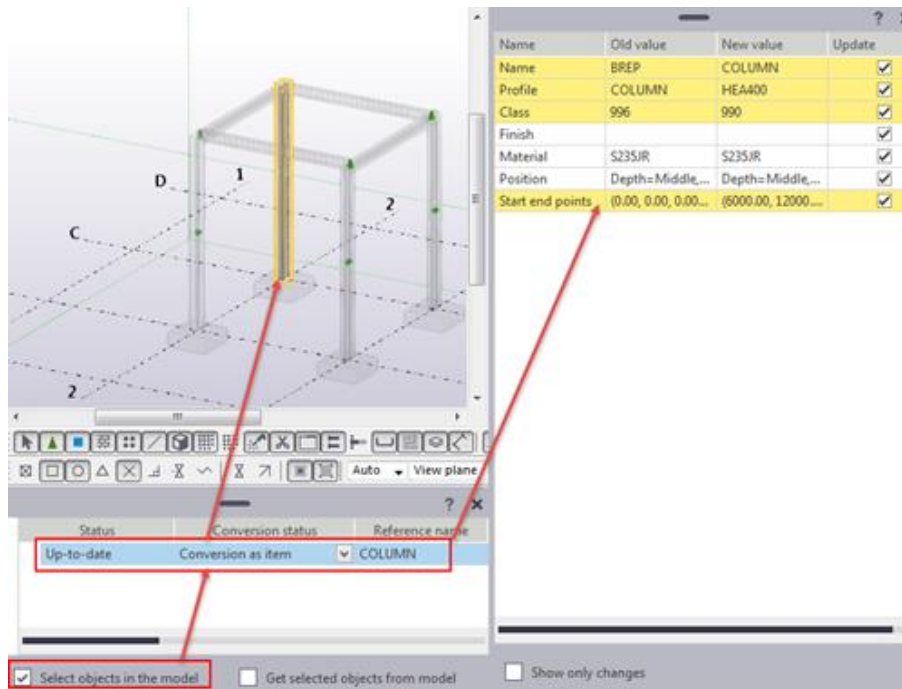 ?
Name Old value New value Update
Name BREP COLUMN
Profile COLUMN HEA400
Class 996 990
Finish
Material S235JR S235JR
Position Depth=Middle,... Depth=Middle,...
Start end points (0.00, 0.00, 0.00... (6000.00, 12000....
D
1
2
C
2
Auto View plane
? ×
Status Conversion status Reference name
Up-to-date Conversion as item COLUMN
Select objects in the model Get selected objects from model Show only changes